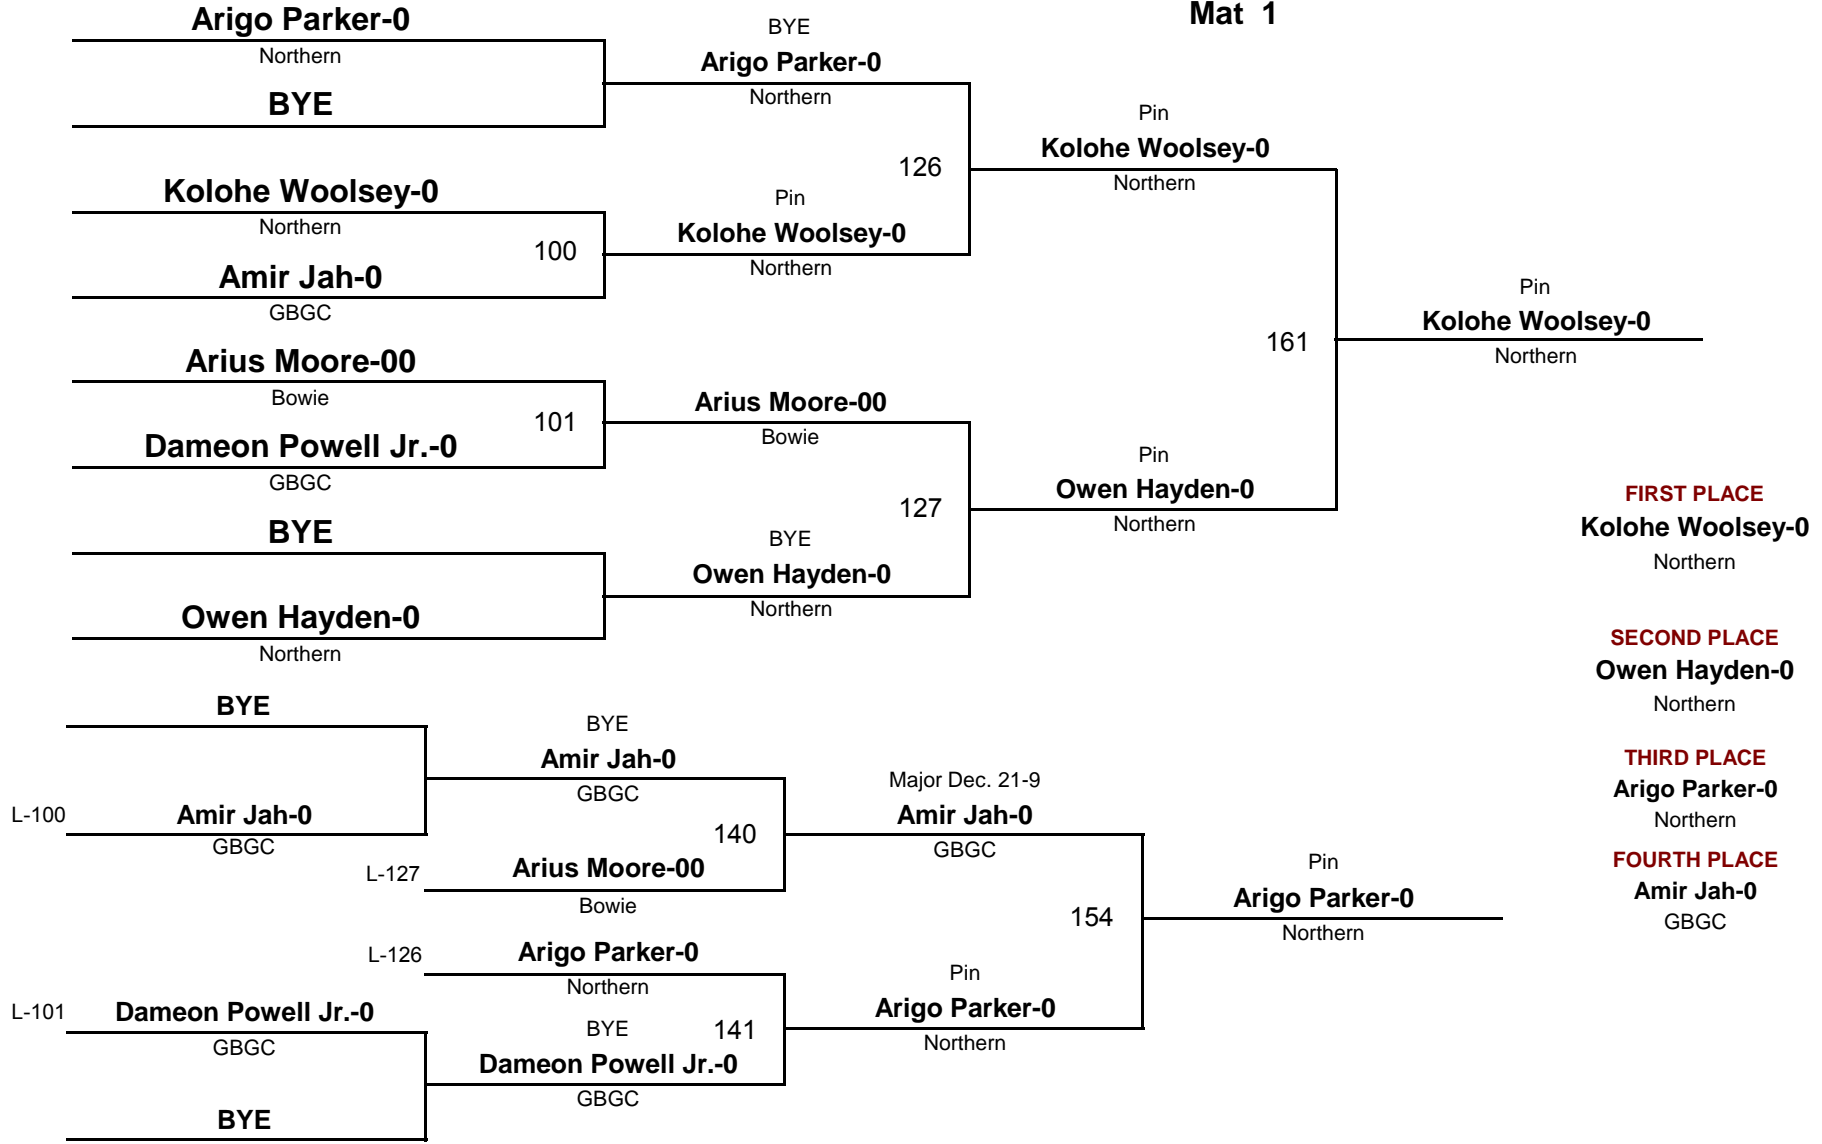 Mat 1
Arigo Parker-0
Northern
BYE
Kolohe Woolsey-0
Northern
100
Amir Jah-0
GBGC
Arius Moore-00
Bowie
101
Dameon Powell Jr.-0
GBGC
BYE
Owen Hayden-0
Northern
BYE
Arigo Parker-0
Northern
126
Pin
Kolohe Woolsey-0
Northern
Arius Moore-00
Bowie
127
BYE
Owen Hayden-0
Northern
Pin
Kolohe Woolsey-0
Northern
161
Pin
Owen Hayden-0
Northern
Pin
Kolohe Woolsey-0
Northern
FIRST PLACE
Kolohe Woolsey-0
Northern
SECOND PLACE
Owen Hayden-0
Northern
THIRD PLACE
Arigo Parker-0
Northern
FOURTH PLACE
Amir Jah-0
GBGC
BYE
L-100
Amir Jah-0
GBGC
L-101
Dameon Powell Jr.-0
GBGC
BYE
BYE
Amir Jah-0
GBGC
140
L-127
Arius Moore-00
Bowie
L-126
Arigo Parker-0
Northern
BYE
141
Dameon Powell Jr.-0
GBGC
Major Dec. 21-9
Amir Jah-0
GBGC
154
Pin
Arigo Parker-0
Northern
Pin
Arigo Parker-0
Northern